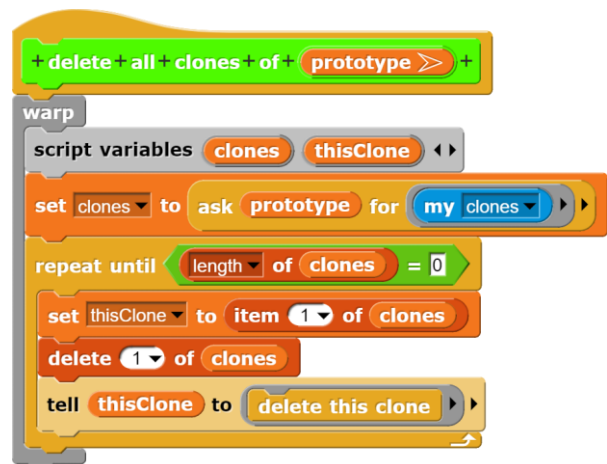 + delete + all + clones + of + prototype +
warp
script variables clones thisClone
set clones to ask prototype for my clones
repeat until length of clones = 0
set thisClone to item 1 of clones
delete 1 of clones
tell thisClone to delete this clone